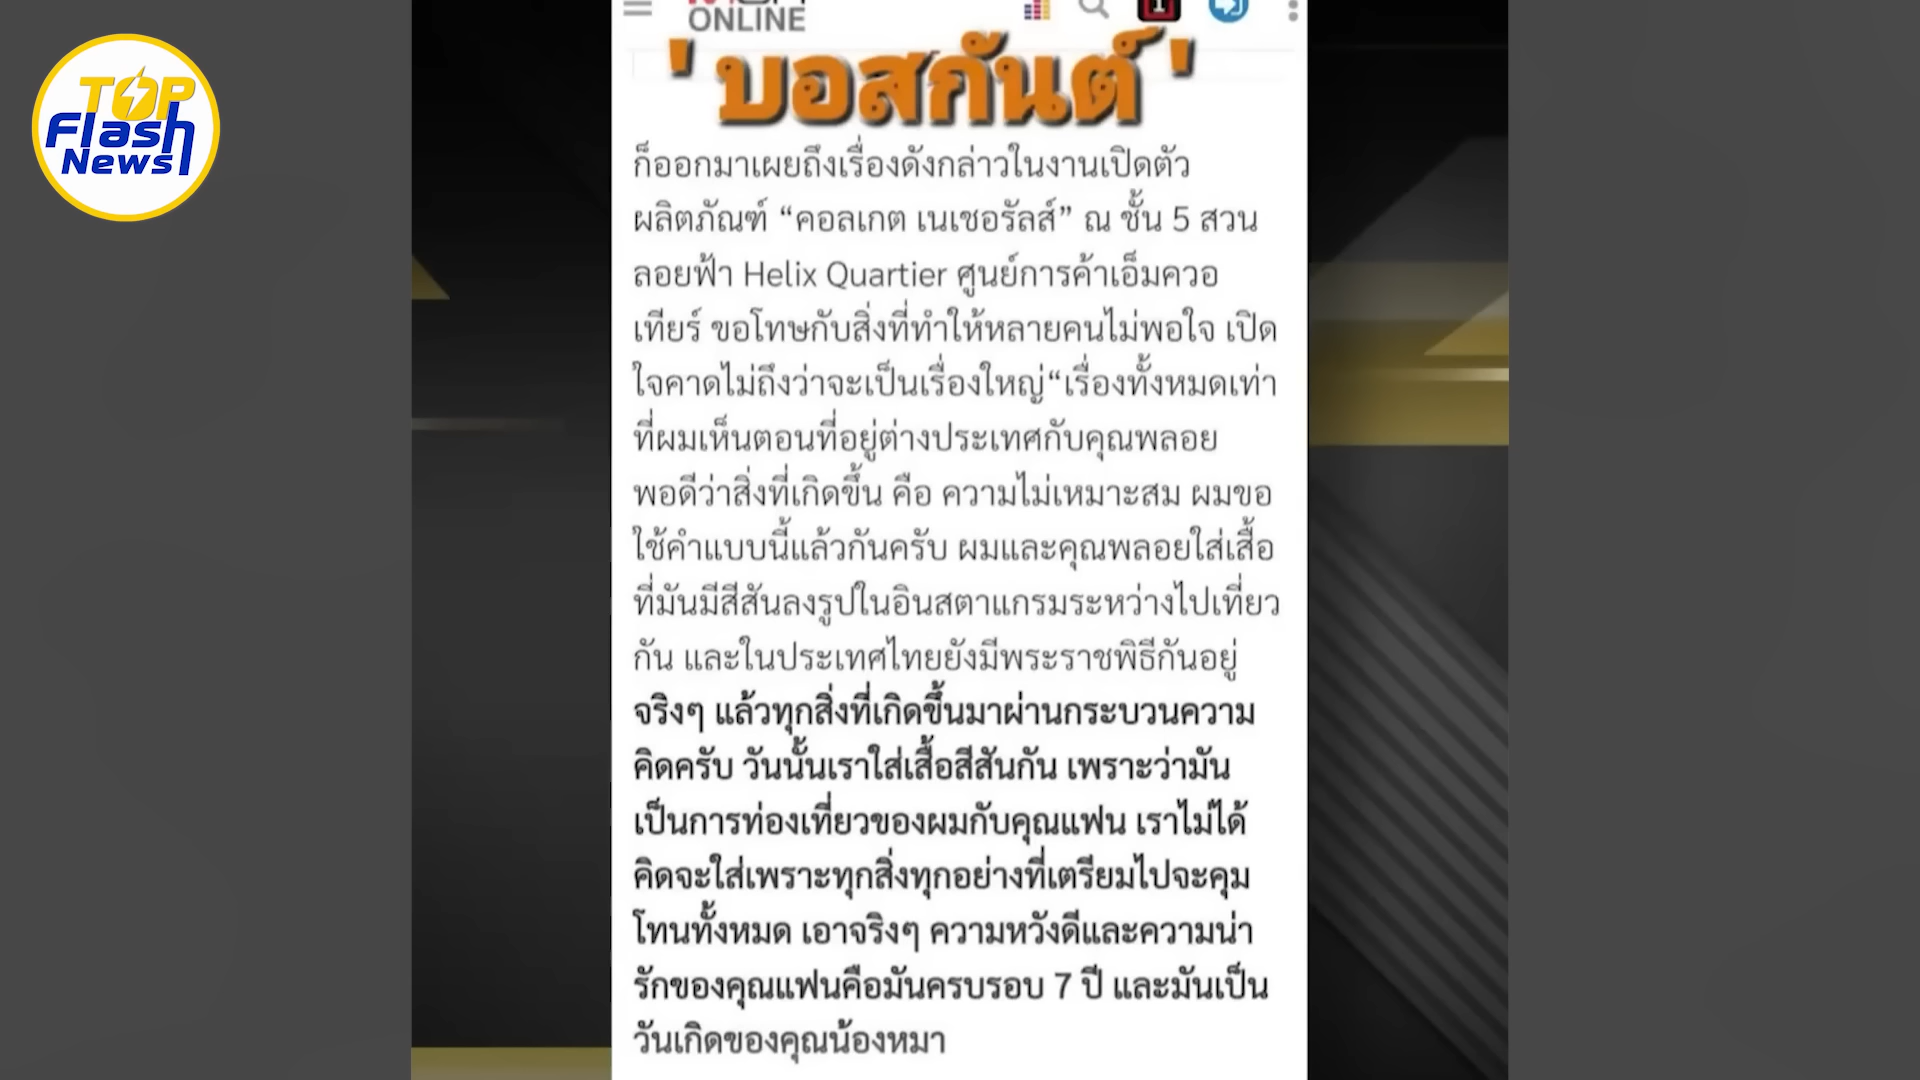 TOP
Flash
News
ONLINE
1
' บอสกันต์ '
ก็ออกมาเผยถึงเรื่องดังกล่าวในงานเปิดตัว
ผลิตภัณฑ์ “คอลเกต เนเชอรัลส์” ณ ชั้น 5 สวน
ลอยฟ้า Helix Quartier ศูนย์การค้าเอ็มควอ
เทียร์ ขอโทษกับสิ่งที่ทำให้หลายคนไม่พอใจ เปิด
ใจคาดไม่ถึงว่าจะเป็นเรื่องใหญ่“เรื่องทั้งหมดเท่า
ที่ผมเห็นตอนที่อยู่ต่างประเทศกับคุณพลอย
พอดีว่าสิ่งที่เกิดขึ้น คือ ความไม่เหมาะสม ผมขอ
ใช้คำแบบนี้แล้วกันครับ ผมและคุณพลอยใส่เสื้อ
ที่มันมีสีสันลงรูปในอินสตาแกรมระหว่างไปเที่ยว
กัน และในประเทศไทยยังมีพระราชพิธีกันอยู่
จริงๆ แล้วทุกสิ่งที่เกิดขึ้นมาผ่านกระบวนความ
คิดครับ วันนั้นเราใส่เสื้อสีสันกัน เพราะว่ามัน
เป็นการท่องเที่ยวของผมกับคุณแฟน เราไม่ได้
คิดจะใส่เพราะทุกสิ่งทุกอย่างที่เตรียมไปจะคุม
โทนทั้งหมด เอาจริงๆ ความหวังดีและความน่า
รักของคุณแฟนคือมันครบรอบ 7 ปี และมันเป็น
วันเกิดของคุณน้องหมา